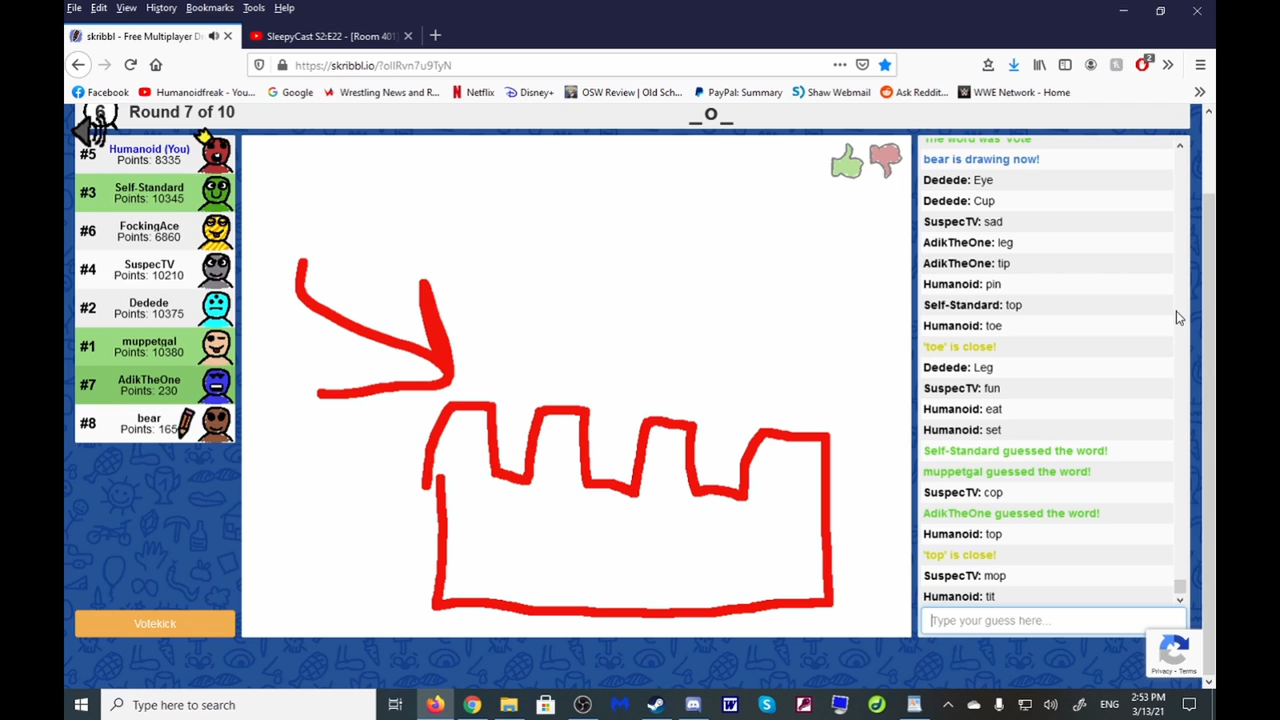 File Edit View History Bookmarks Tools Help
skribbl - Free Multiplayer Dr
SleepyCast S2:E22 - [Room 401]
https://skribbl.io/?olIRvn7u9TyN
2
Facebook Humanoidfreak - You... Google Wrestling News and R... Netflix Disney+ OSW Review | Old Sch... PayPal: Summary Shaw Webmail Ask Reddit... WWE Network - Home
6 Round 7 of 10
_o_
#5 Humanoid (You)
Points: 8335
#3 Self-Standard
Points: 10345
#6 FockingAce
Points: 6860
#4 SuspecTV
Points: 10210
#2 Dedede
Points: 10375
#1 muppetgal
Points: 10380
#7 AdikTheOne
Points: 230
#8 bear
Points: 165
Votekick
The word was 'vote'
bear is drawing now!
Dedede: Eye
Dedede: Cup
SuspecTV: sad
AdikTheOne: leg
AdikTheOne: tip
Humanoid: pin
Self-Standard: top
Humanoid: toe
'toe' is close!
Dedede: Leg
SuspecTV: fun
Humanoid: eat
Humanoid: set
Self-Standard guessed the word!
muppetgal guessed the word!
SuspecTV: cop
AdikTheOne guessed the word!
Humanoid: top
'top' is close!
SuspecTV: mop
Humanoid: tit
Type your guess here...
Privacy - Terms
Type here to search
ENG
2:53 PM
3/13/21